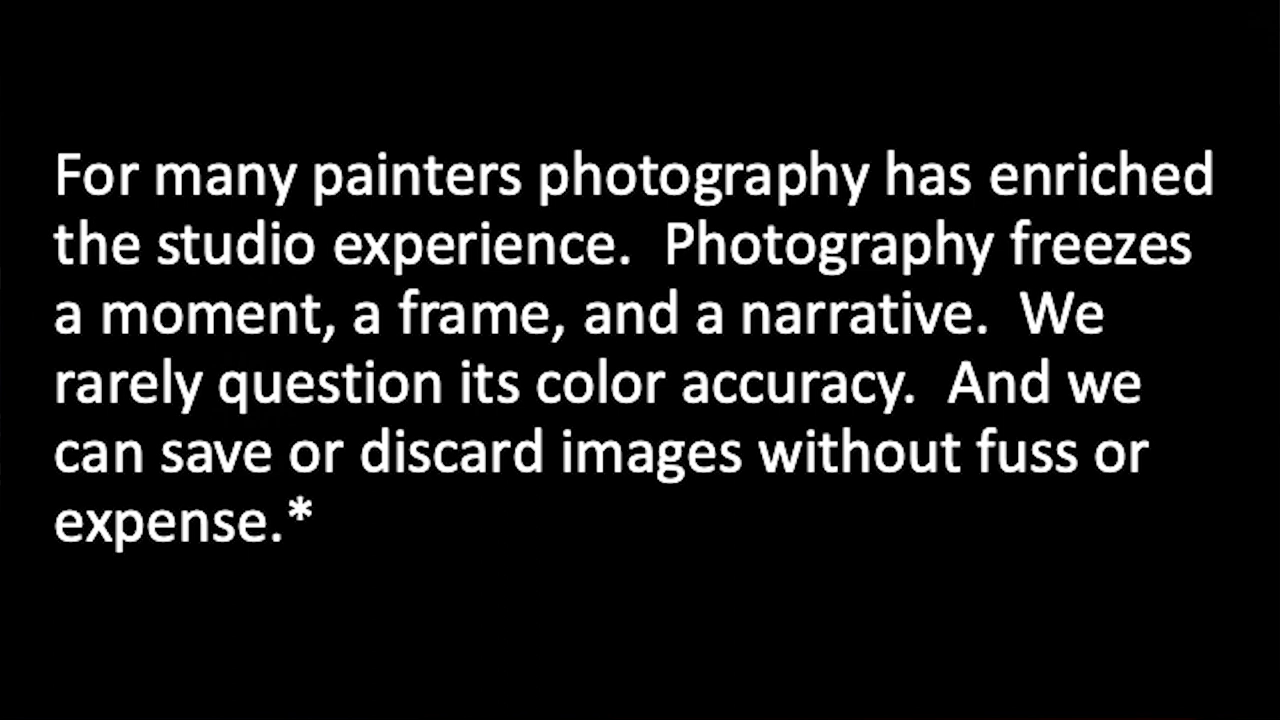 For many painters photography has enriched
the studio experience.  Photography freezes
a moment, a frame, and a narrative.  We
rarely question its color accuracy.  And we
can save or discard images without fuss or
expense.*